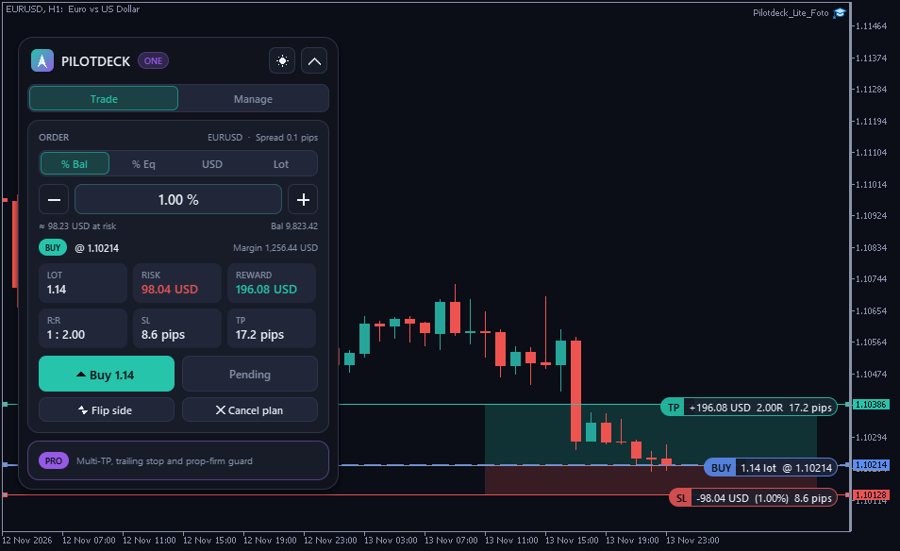 EURUSD, H1: Euro vs US Dollar
Pilotdeck_Lite_Foto
PILOTDECK ONE
Trade Manage
ORDER EURUSD · Spread 0.1 pips
% Bal % Eq USD Lot
− 1.00 % +
≈ 98.23 USD at risk Bal 9,823.42
BUY @ 1.10214 Margin 1,256.44 USD
LOT RISK REWARD
1.14 98.04 USD 196.08 USD
R:R SL TP
1 : 2.00 8.6 pips 17.2 pips
Buy 1.14 Pending
Flip side Cancel plan
PRO Multi-TP, trailing stop and prop-firm guard
TP +196.08 USD 2.00R 17.2 pips
BUY 1.14 lot @ 1.10214
SL -98.04 USD (1.00%) 8.6 pips
1.11464
1.11374
1.11284
1.11194
1.11104
1.11014
1.10924
1.10834
1.10744
1.10654
1.10564
1.10474
1.10386
1.10294
1.10214
1.10128
12 Nov 2026 12 Nov 07:00 12 Nov 11:00 12 Nov 15:00 12 Nov 19:00 12 Nov 23:00 13 Nov 03:00 13 Nov 07:00 13 Nov 11:00 13 Nov 15:00 13 Nov 19:00 13 Nov 23:00